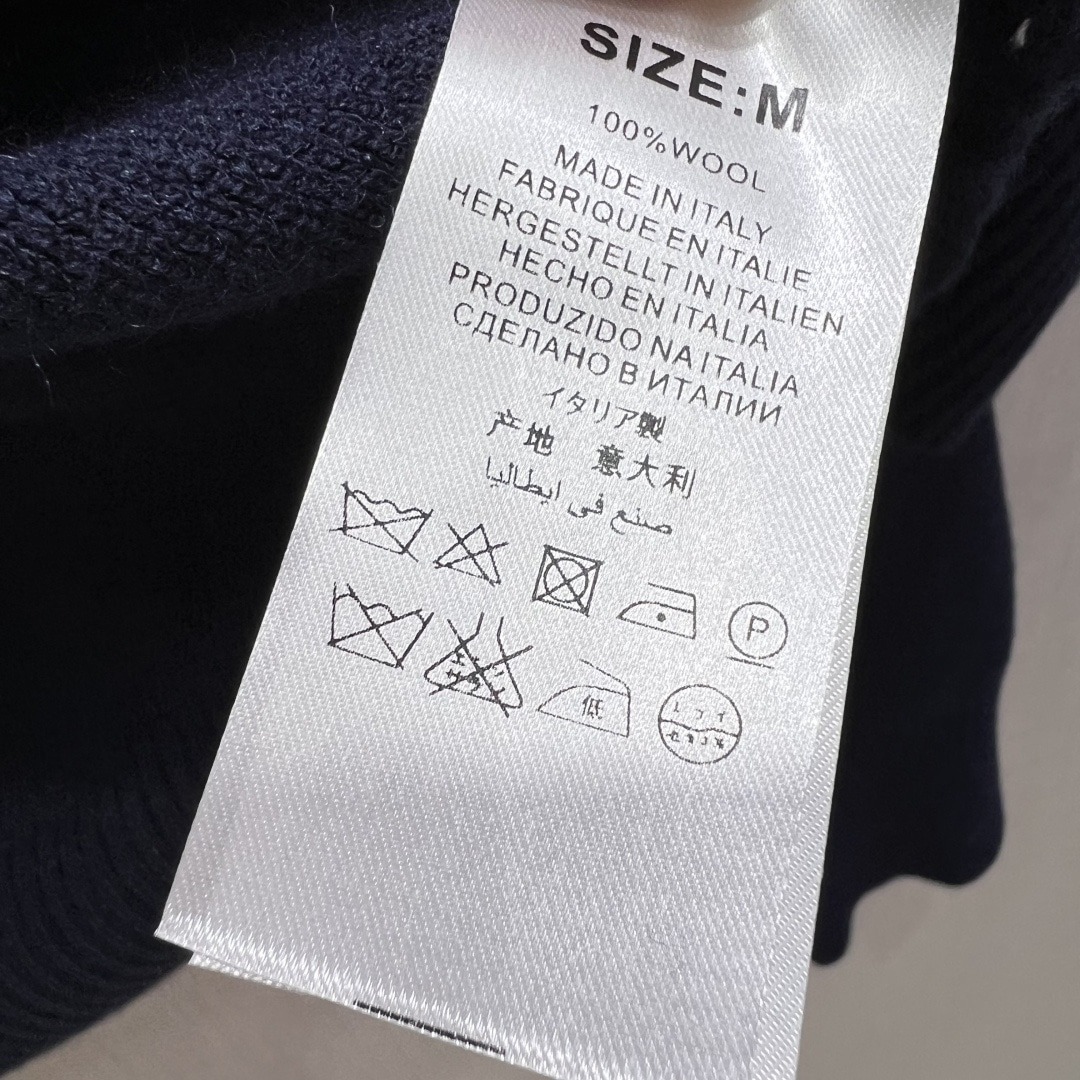 SIZE:M
100%WOOL
MADE IN ITALY
FABRIQUE EN ITALIE
HERGESTELLT IN ITALIEN
HECHO EN ITALIA
PRODUZIDO NA ITALIA
СДЕЛАНО В ИТАЛИИ
イタリア製
产地 意大利
صنع في ايطاليا
P
低